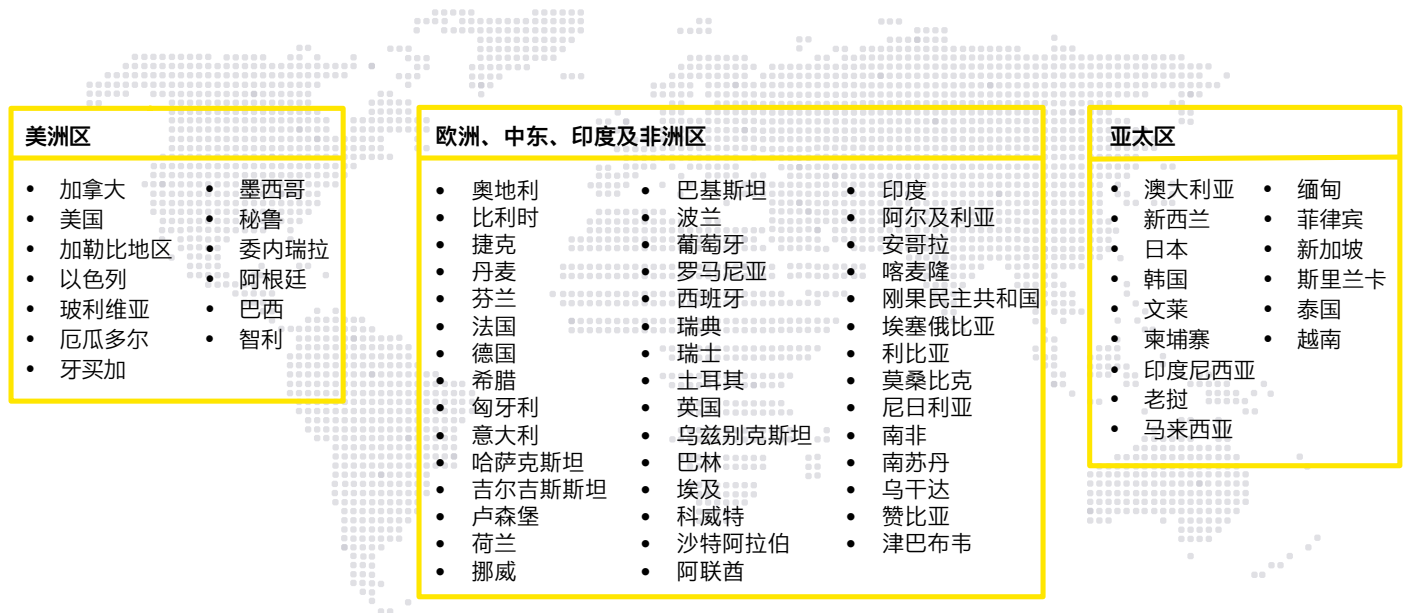 美洲区
• 加拿大
• 美国
• 加勒比地区
• 以色列
• 玻利维亚
• 厄瓜多尔
• 牙买加
• 墨西哥
• 秘鲁
• 委内瑞拉
• 阿根廷
• 巴西
• 智利
欧洲、中东、印度及非洲区
• 奥地利
• 比利时
• 捷克
• 丹麦
• 芬兰
• 法国
• 德国
• 希腊
• 匈牙利
• 意大利
• 哈萨克斯坦
• 吉尔吉斯斯坦
• 卢森堡
• 荷兰
• 挪威
• 巴基斯坦
• 波兰
• 葡萄牙
• 罗马尼亚
• 西班牙
• 瑞典
• 瑞士
• 土耳其
• 英国
• 乌兹别克斯坦
• 巴林
• 埃及
• 科威特
• 沙特阿拉伯
• 阿联酋
• 印度
• 阿尔及利亚
• 安哥拉
• 喀麦隆
• 刚果民主共和国
• 埃塞俄比亚
• 利比亚
• 莫桑比克
• 尼日利亚
• 南非
• 南苏丹
• 乌干达
• 赞比亚
• 津巴布韦
亚太区
• 澳大利亚
• 新西兰
• 日本
• 韩国
• 文莱
• 柬埔寨
• 印度尼西亚
• 老挝
• 马来西亚
• 缅甸
• 菲律宾
• 新加坡
• 斯里兰卡
• 泰国
• 越南